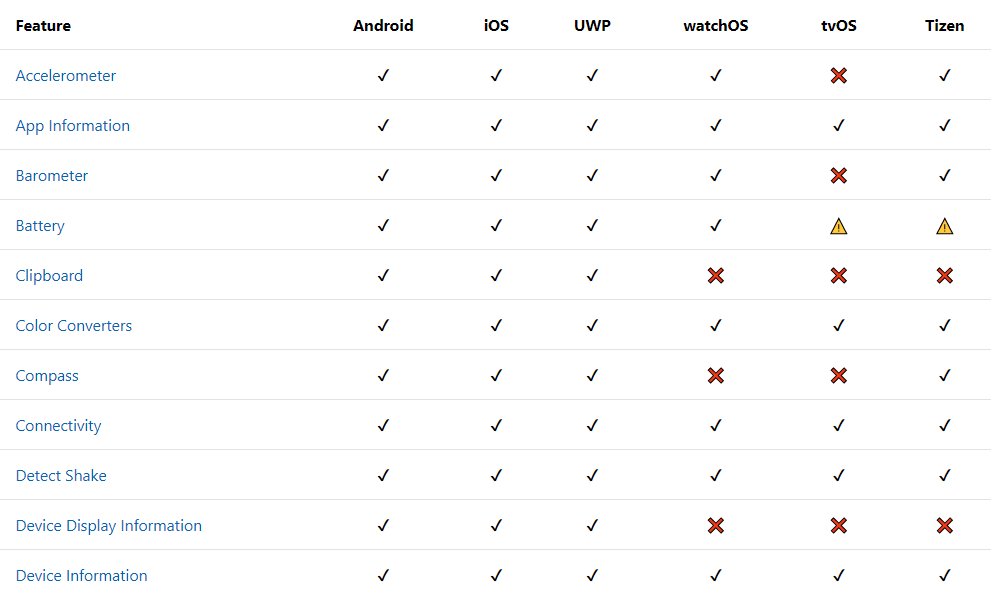 Feature Android iOS UWP watchOS tvOS Tizen
Accelerometer ✓ ✓ ✓ ✓ ❌ ✓
App Information ✓ ✓ ✓ ✓ ✓ ✓
Barometer ✓ ✓ ✓ ✓ ❌ ✓
Battery ✓ ✓ ✓ ✓ ⚠ ⚠
Clipboard ✓ ✓ ✓ ❌ ❌ ❌
Color Converters ✓ ✓ ✓ ✓ ✓ ✓
Compass ✓ ✓ ✓ ❌ ❌ ✓
Connectivity ✓ ✓ ✓ ✓ ✓ ✓
Detect Shake ✓ ✓ ✓ ✓ ✓ ✓
Device Display Information ✓ ✓ ✓ ❌ ❌ ❌
Device Information ✓ ✓ ✓ ✓ ✓ ✓